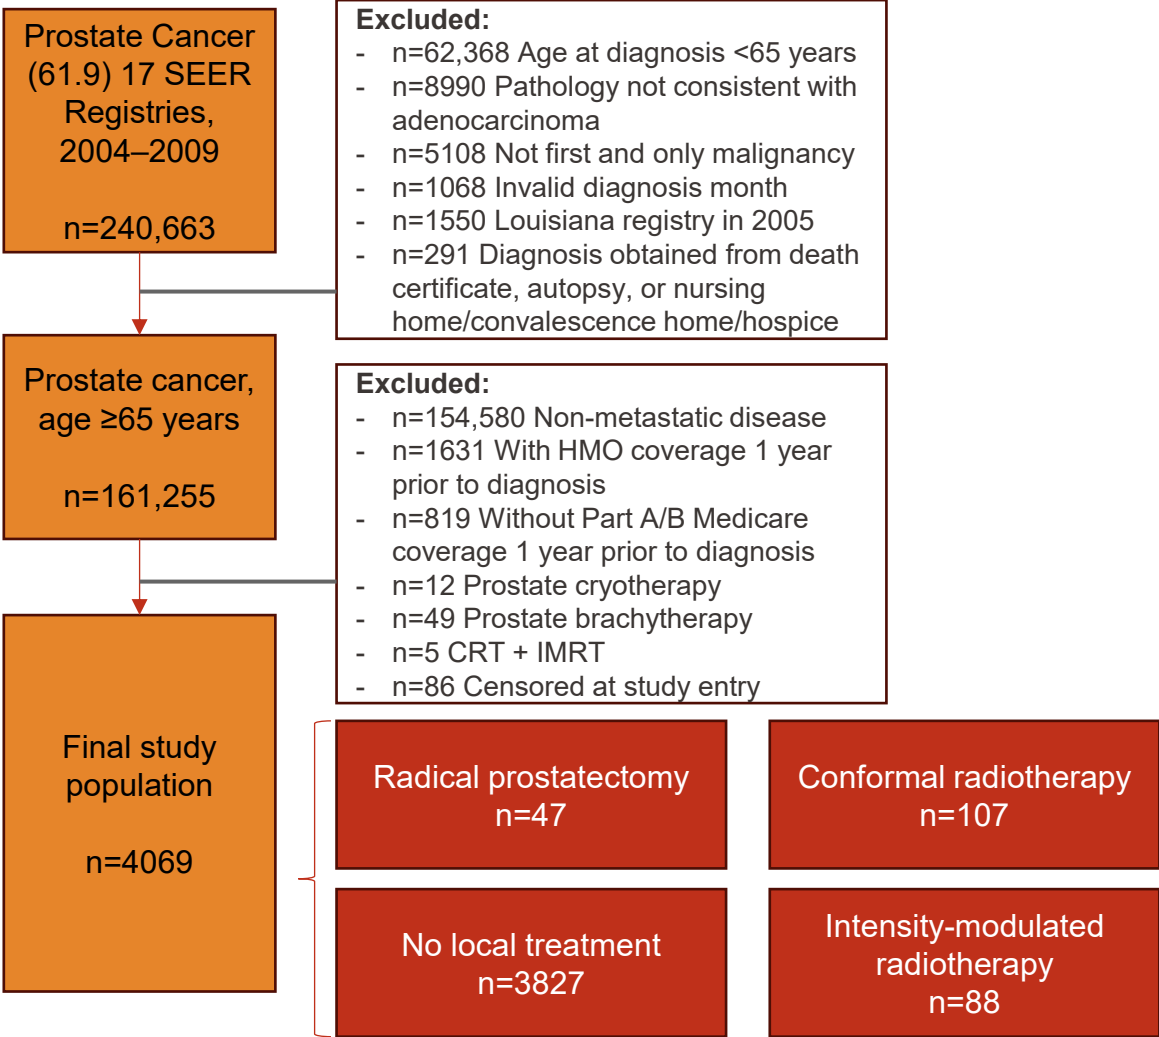 Prostate Cancer
(61.9) 17 SEER
Registries,
2004–2009
n=240,663
Excluded:
- n=62,368 Age at diagnosis <65 years
- n=8990 Pathology not consistent with
adenocarcinoma
- n=5108 Not first and only malignancy
- n=1068 Invalid diagnosis month
- n=1550 Louisiana registry in 2005
- n=291 Diagnosis obtained from death
certificate, autopsy, or nursing
home/convalescence home/hospice
Prostate cancer,
age ≥65 years
n=161,255
Excluded:
- n=154,580 Non-metastatic disease
- n=1631 With HMO coverage 1 year
prior to diagnosis
- n=819 Without Part A/B Medicare
coverage 1 year prior to diagnosis
- n=12 Prostate cryotherapy
- n=49 Prostate brachytherapy
- n=5 CRT + IMRT
- n=86 Censored at study entry
Final study
population
n=4069
Radical prostatectomy
n=47
Conformal radiotherapy
n=107
No local treatment
n=3827
Intensity-modulated
radiotherapy
n=88